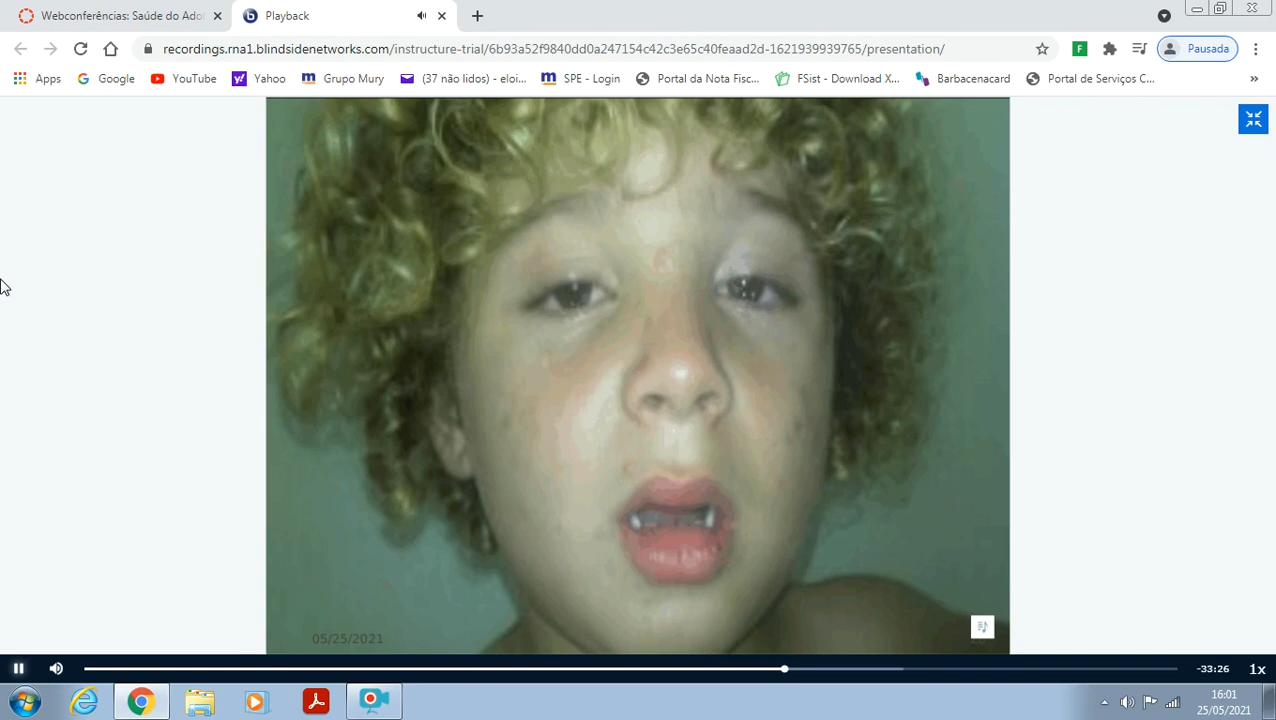 Webconferências: Saúde do Ado
Playback
recordings.rna1.blindsidenetworks.com/instructure-trial/6b93a52f9840dd0a247154c42c3e65c40feaad2d-1621939939765/presentation/
F
Pausada
Apps
Google
YouTube
Yahoo
Grupo Mury
(37 não lidos) - eloi...
SPE - Login
Portal da Nota Fisc...
FSist - Download X...
Barbacenacard
Portal de Serviços C...
»
05/25/2021
-33:26
1x
16:01
25/05/2021